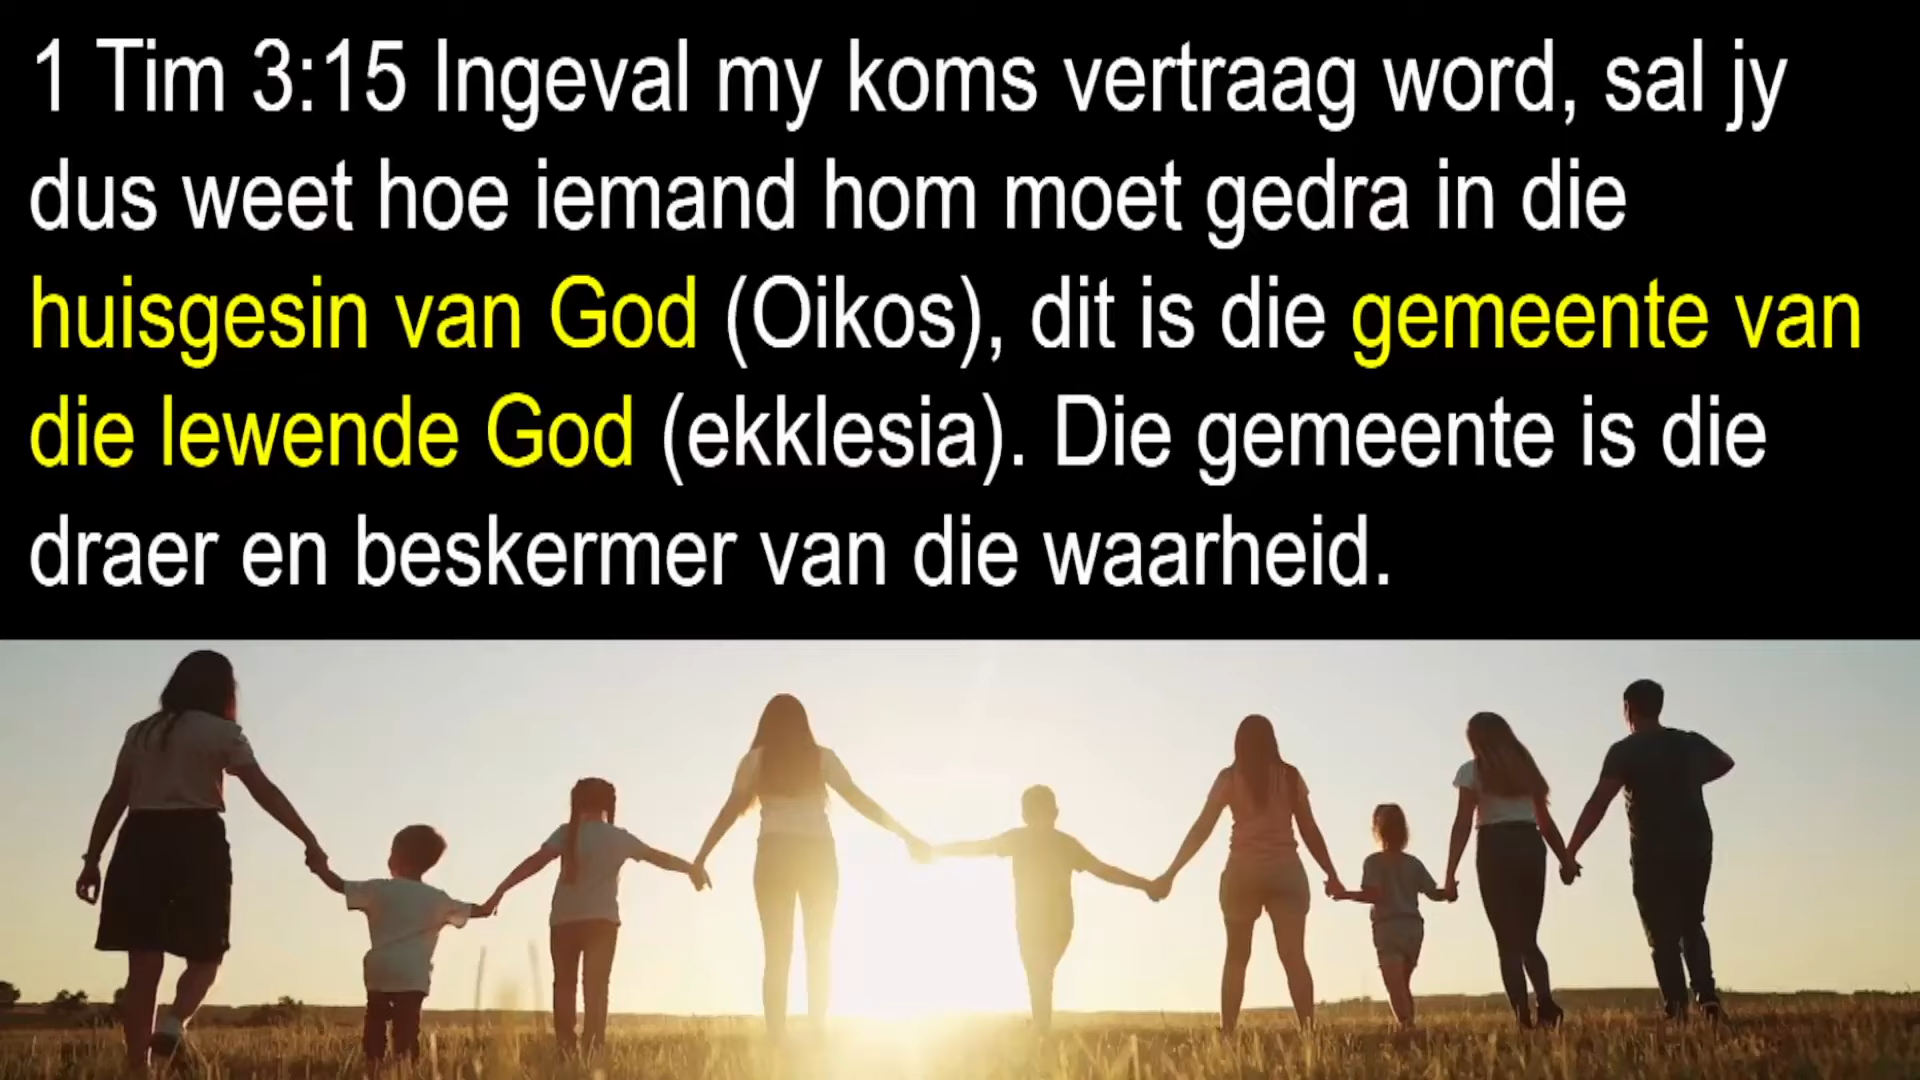 1 Tim 3:15 Ingeval my koms vertraag word, sal jy
dus weet hoe iemand hom moet gedra in die
huisgesin van God (Oikos), dit is die gemeente van
die lewende God (ekklesia). Die gemeente is die
draer en beskermer van die waarheid.